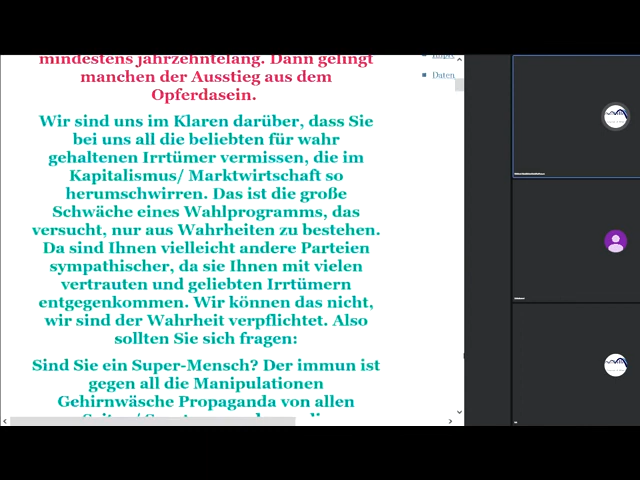 mindestens jahrzehntelang. Dann gelingt
manchen der Ausstieg aus dem
Opferdasein.
Wir sind uns im Klaren darüber, dass Sie
bei uns all die beliebten für wahr
gehaltenen Irrtümer vermissen, die im
Kapitalismus/ Marktwirtschaft so
herumschwirren. Das ist die große
Schwäche eines Wahlprogramms, das
versucht, nur aus Wahrheiten zu bestehen.
Da sind Ihnen vielleicht andere Parteien
sympathischer, da sie Ihnen mit vielen
vertrauten und geliebten Irrtümern
entgegenkommen. Wir können das nicht,
wir sind der Wahrheit verpflichtet. Also
sollten Sie sich fragen:
Sind Sie ein Super-Mensch? Der immun ist
gegen all die Manipulationen
Gehirnwäsche Propaganda von allen
Daten